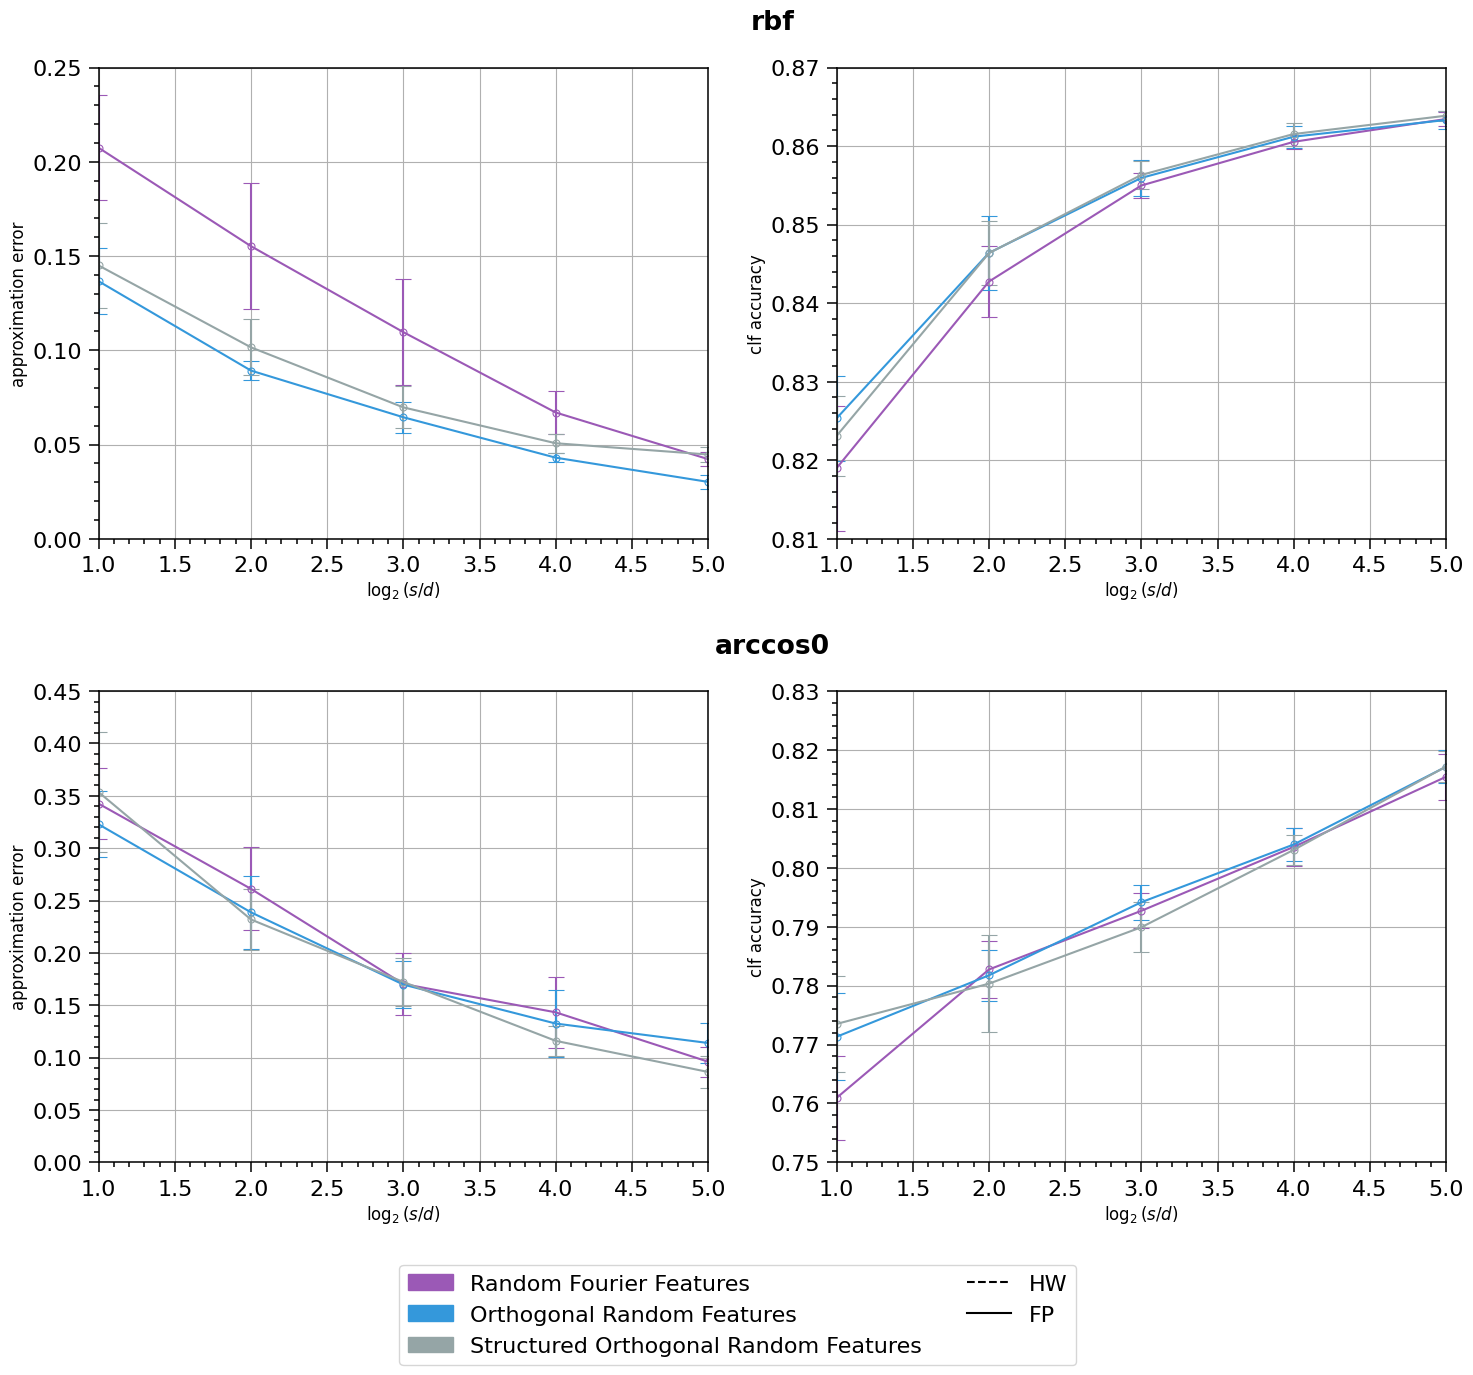 rbf
0.25
0.20
0.15
0.10
0.05
0.00
approximation error
1.0 1.5 2.0 2.5 3.0 3.5 4.0 4.5 5.0
log₂ (s/d)
0.87
0.86
0.85
0.84
0.83
0.82
0.81
clf accuracy
1.0 1.5 2.0 2.5 3.0 3.5 4.0 4.5 5.0
log₂ (s/d)
arccos0
0.45
0.40
0.35
0.30
0.25
0.20
0.15
0.10
0.05
0.00
approximation error
1.0 1.5 2.0 2.5 3.0 3.5 4.0 4.5 5.0
log₂ (s/d)
0.83
0.82
0.81
0.80
0.79
0.78
0.77
0.76
0.75
clf accuracy
1.0 1.5 2.0 2.5 3.0 3.5 4.0 4.5 5.0
log₂ (s/d)
Random Fourier Features
Orthogonal Random Features
Structured Orthogonal Random Features
HW
FP